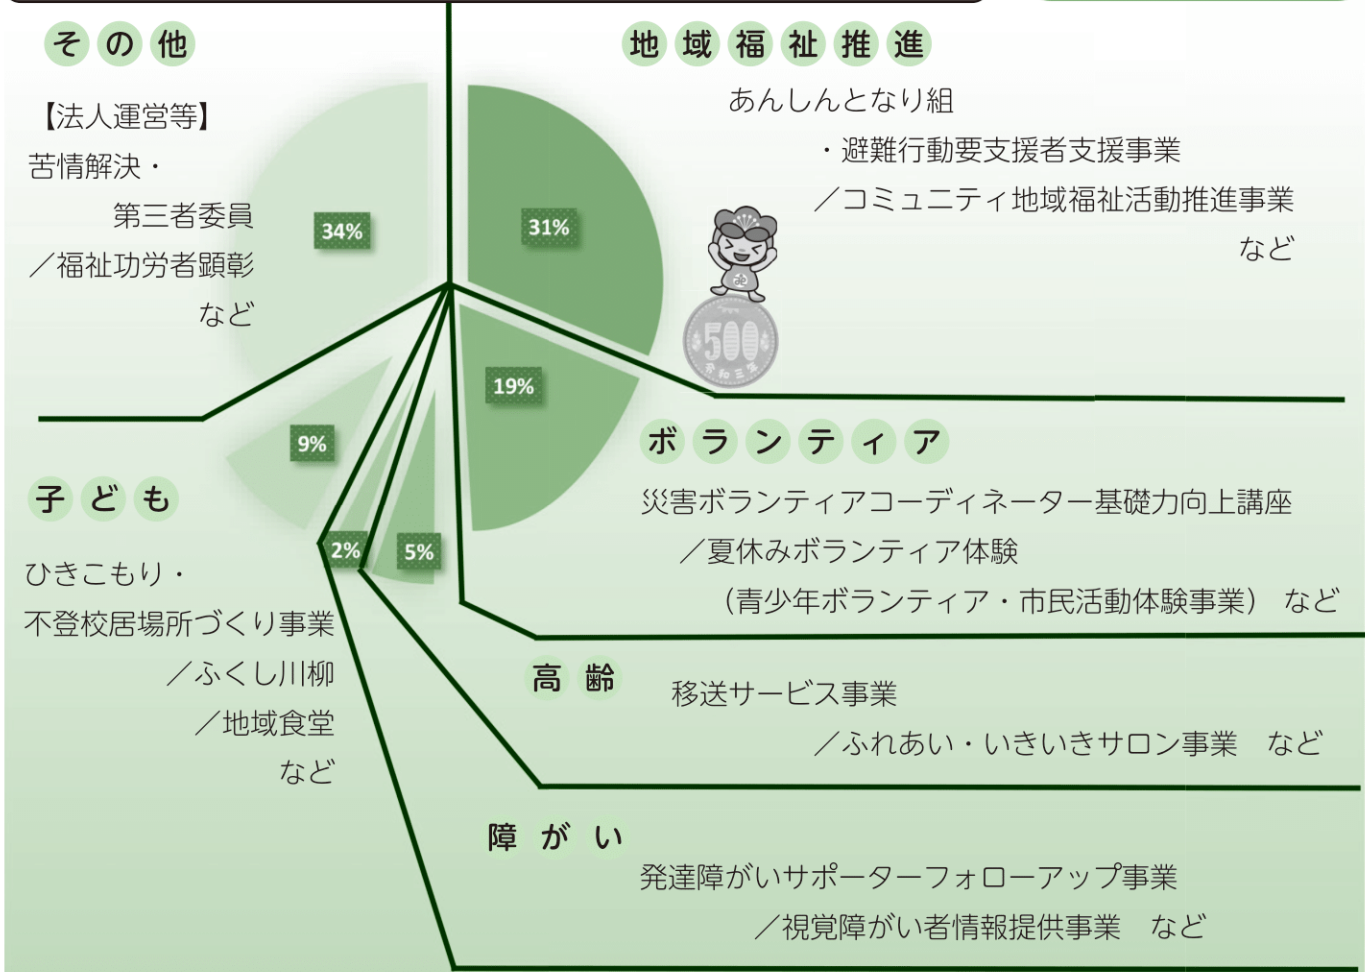 その他
【法人運営等】
苦情解決・
第三者委員
／福祉功労者顕彰
など
34%
地域福祉推進
あんしんとなり組
・避難行動要支援者支援事業
／コミュニティ地域福祉活動推進事業
など
31%
500
令和三年
19%
ボランティア
災害ボランティアコーディネーター基礎力向上講座
／夏休みボランティア体験
（青少年ボランティア・市民活動体験事業） など
9%
子ども
ひきこもり・
不登校居場所づくり事業
／ふくし川柳
／地域食堂
など
2%
5%
高齢
移送サービス事業
／ふれあい・いきいきサロン事業 など
障がい
発達障がいサポーターフォローアップ事業
／視覚障がい者情報提供事業 など